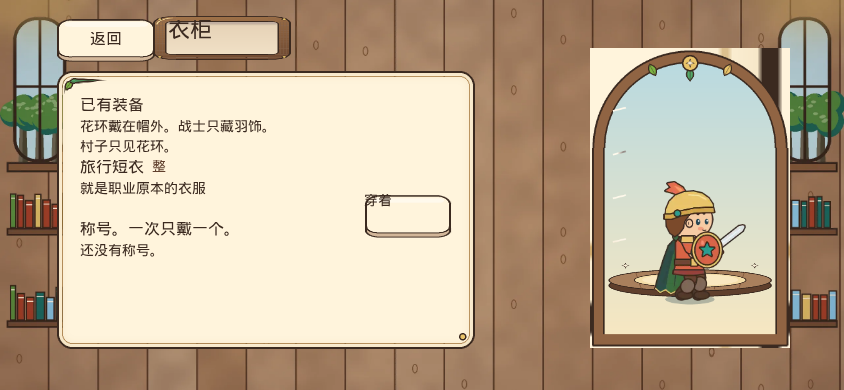 返回
衣柜
已有装备
花环戴在帽外。战士只藏羽饰。
村子只见花环。
旅行短衣 整
就是职业原本的衣服
穿着
称号。一次只戴一个。
还没有称号。